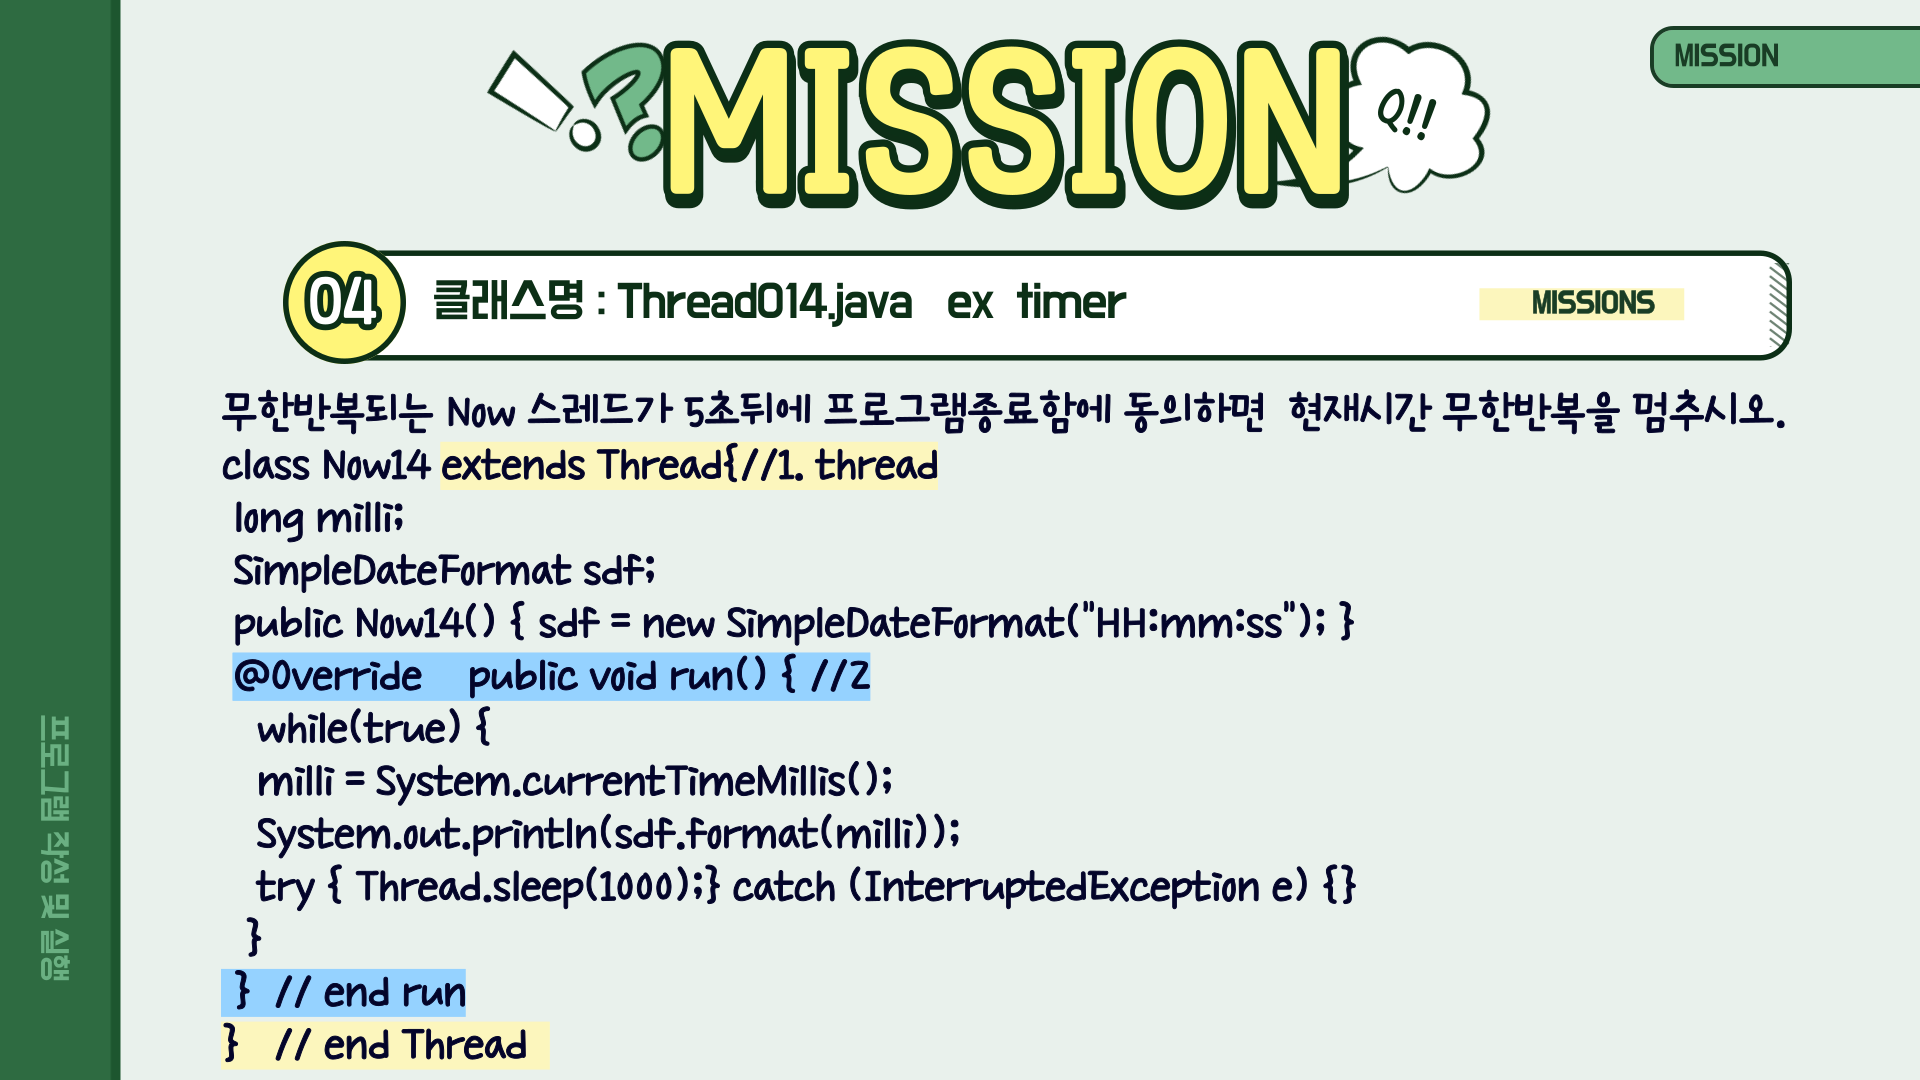 MISSION
!?
MISSION
Q!!
04
클래스명 : Thread014.java ex timer
MISSIONS
무한반복되는 Now 스레드가 5초뒤에 프로그램종료함에 동의하면 현재시간 무한반복을 멈추시오.
class Now14 extends Thread{//1. thread
long milli;
SimpleDateFormat sdf;
public Now14() { sdf = new SimpleDateFormat("HH:mm:ss"); }
@Override public void run() { //2
while(true) {
milli = System.currentTimeMillis();
System.out.println(sdf.format(milli));
try { Thread.sleep(1000);} catch (InterruptedException e) {}
}
} // end run
} // end Thread
프로그램 작성 및 실행